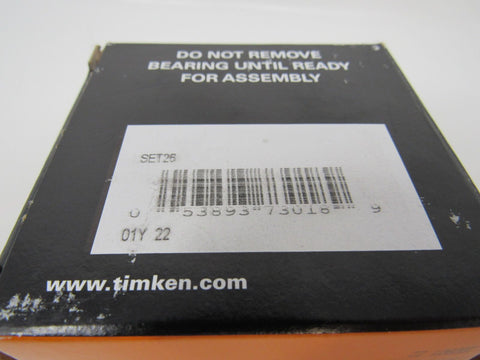 DO NOT REMOVE
BEARING UNTIL READY
FOR ASSEMBLY
SET26
0 53893 73018 9
01Y 22
www.timken.com